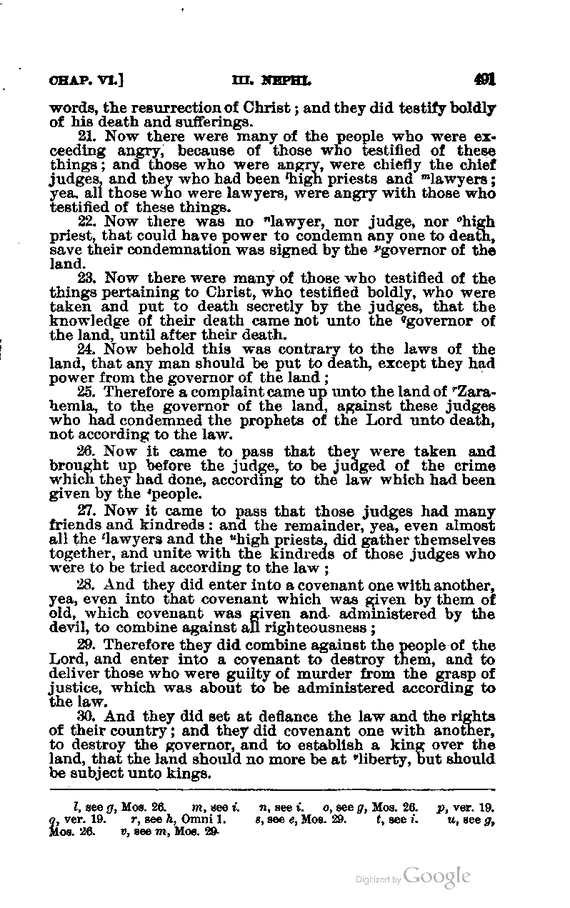 CHAP. VI.] III. NEPHI. 491
words, the resurrection of Christ; and they did testify boldly
of his death and sufferings.
21. Now there were many of the people who were ex-
ceeding angry, because of those who testified of these
things; and those who were angry, were chiefly the chief
judges, and they who had been ˡhigh priests and ᵐlawyers;
yea, all those who were lawyers, were angry with those who
testified of these things.
22. Now there was no ⁿlawyer, nor judge, nor ᵒhigh
priest, that could have power to condemn any one to death,
save their condemnation was signed by the ᵖgovernor of the
land.
23. Now there were many of those who testified of the
things pertaining to Christ, who testified boldly, who were
taken and put to death secretly by the judges, that the
knowledge of their death came not unto the qgovernor of
the land, until after their death.
24. Now behold this was contrary to the laws of the
land, that any man should be put to death, except they had
power from the governor of the land;
25. Therefore a complaint came up unto the land of ʳZara-
hemla, to the governor of the land, against these judges
who had condemned the prophets of the Lord unto death,
not according to the law.
26. Now it came to pass that they were taken and
brought up before the judge, to be judged of the crime
which they had done, according to the law which had been
given by the ˢpeople.
27. Now it came to pass that those judges had many
friends and kindreds: and the remainder, yea, even almost
all the ᵗlawyers and the ᵘhigh priests, did gather themselves
together, and unite with the kindreds of those judges who
were to be tried according to the law;
28. And they did enter into a covenant one with another,
yea, even into that covenant which was given by them of
old, which covenant was given and administered by the
devil, to combine against all righteousness;
29. Therefore they did combine against the people of the
Lord, and enter into a covenant to destroy them, and to
deliver those who were guilty of murder from the grasp of
justice, which was about to be administered according to
the law.
30. And they did set at defiance the law and the rights
of their country; and they did covenant one with another,
to destroy the governor, and to establish a king over the
land, that the land should no more be at ᵛliberty, but should
be subject unto kings.
l, see g, Mos. 26. m, see i. n, see i. o, see g, Mos. 26. p, ver. 19.
q, ver. 19. r, see h, Omni 1. s, see e, Mos. 29. t, see i. u, see g,
Mos. 26. v, see m, Mos. 29.
Digitized by Google